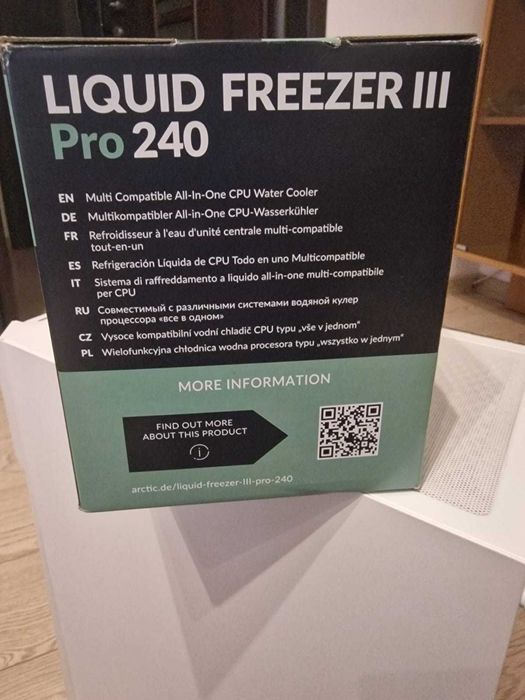 LIQUID FREEZER III
Pro 240
EN Multi Compatible All-In-One CPU Water Cooler
DE Multikompatibler All-in-One CPU-Wasserkühler
FR Refroidisseur à l'eau d'unité centrale multi-compatible
tout-en-un
ES Refrigeración Líquida de CPU Todo en uno Multicompatible
IT Sistema di raffreddamento a liquido all-in-one multi-compatibile
per CPU
RU Совместимый с различными системами водяной кулер
процессора «все в одном»
CZ Vysoce kompatibilní vodní chladič CPU typu „vše v jednom"
PL Wielofunkcyjna chłodnica wodna procesora typu „wszystko w jednym"
MORE INFORMATION
FIND OUT MORE
ABOUT THIS PRODUCT
i
arctic.de/liquid-freezer-III-pro-240